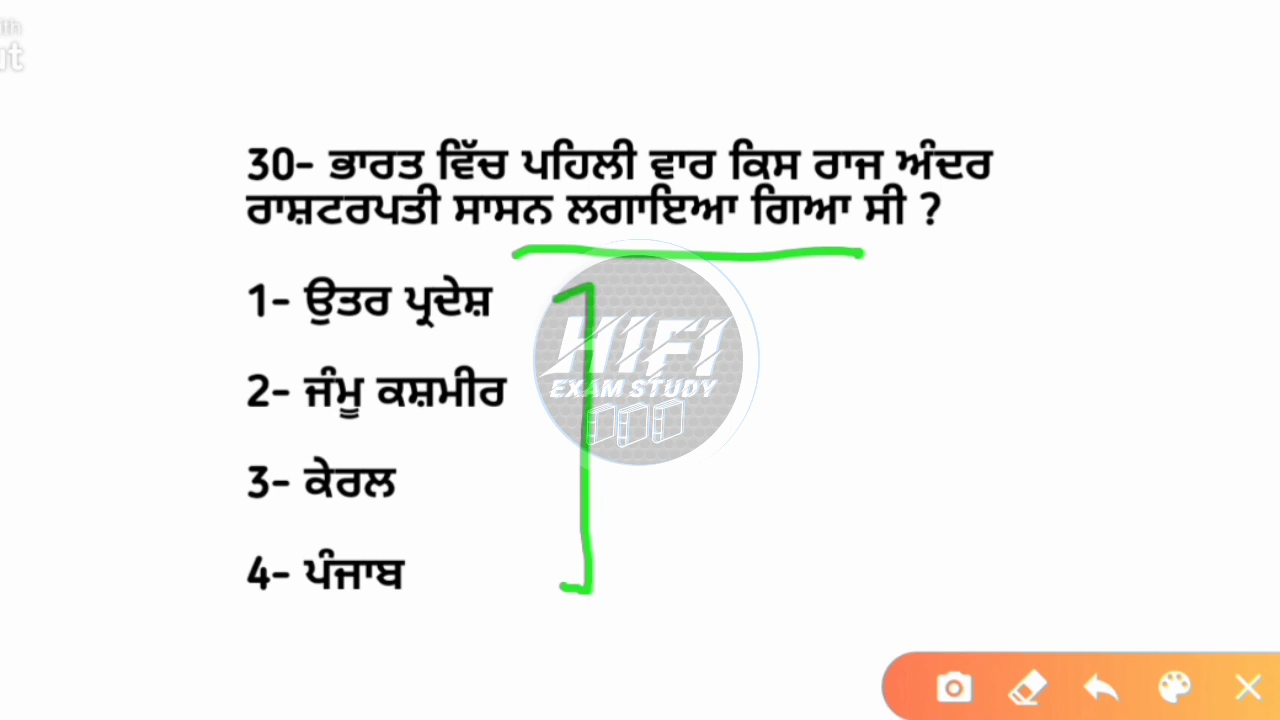 30- ਭਾਰਤ ਵਿੱਚ ਪਹਿਲੀ ਵਾਰ ਕਿਸ ਰਾਜ ਅੰਦਰ
ਰਾਸ਼ਟਰਪਤੀ ਸਾਸਨ ਲਗਾਇਆ ਗਿਆ ਸੀ ?
1- ਉਤਰ ਪ੍ਰਦੇਸ਼
2- ਜੰਮੂ ਕਸ਼ਮੀਰ
3- ਕੇਰਲ
4- ਪੰਜਾਬ
HIFI
EXAM STUDY